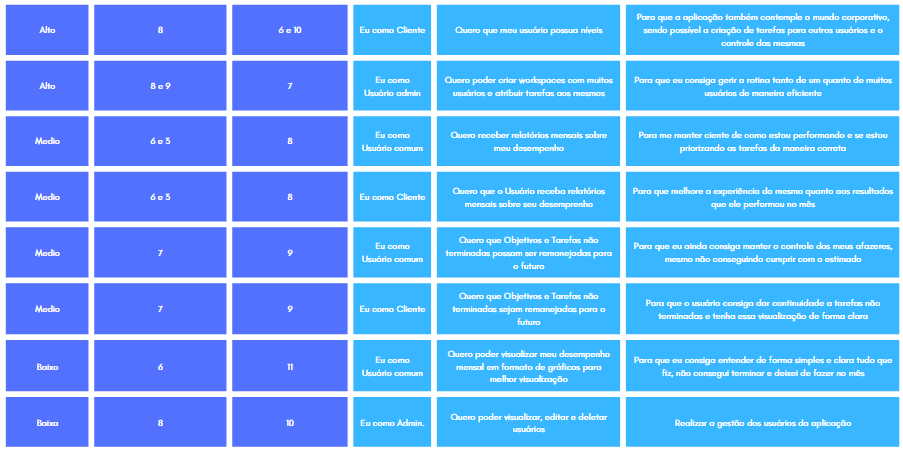 Alto
8
6 e 10
Eu como Cliente
Quero que meu usuário possua níveis
Para que a aplicação também contemple o mundo corporativo,
sendo possível a criação de tarefas para outros usuários e o
controle das mesmas
Alto
8 e 9
7
Eu como
Usuário admin
Quero poder criar workspaces com muitos
usuários e atribuir tarefas aos mesmos
Para que eu consiga gerir a rotina tanto de um quanto de muitos
usuários de maneira eficiente
Medio
6 e 3
8
Eu como
Usuário comum
Quero receber relatórios mensais sobre
meu desempenho
Para me manter ciente de como estou performando e se estou
priorizando as tarefas da maneira correta
Medio
6 e 3
8
Eu como Cliente
Quero que o Usuário receba relatórios
mensais sobre seu desmprenho
Para que melhore a experiência do mesmo quanto aos resultados
que ele performou no mês
Medio
7
9
Eu como
Usuário comum
Quero que Objetivos e Tarefas não
terminadas possam ser remanejadas para
o futuro
Para que eu ainda consiga manter o controle dos meus afazeres,
mesmo não conseguindo cumprir com o estimado
Medio
7
9
Eu como Cliente
Quero que Objetivos e Tarefas não
terminadas sejam remanejadas para o
futuro
Para que o usuário consiga dar continuidade a tarefas não
terminadas e tenha essa visualização de forma clara
Baixo
6
11
Eu como
Usuário comum
Quero poder visualizar meu desempenho
mensal em formato de gráficos para
melhor visualização
Para que eu consiga entender de forma simples e clara tudo que
fiz, não consegui terminar e deixei de fazer no mês
Baixa
8
10
Eu como Admin.
Quero poder visualizar, editar e deletar
usuários
Realizar a gestão dos usuários da aplicação